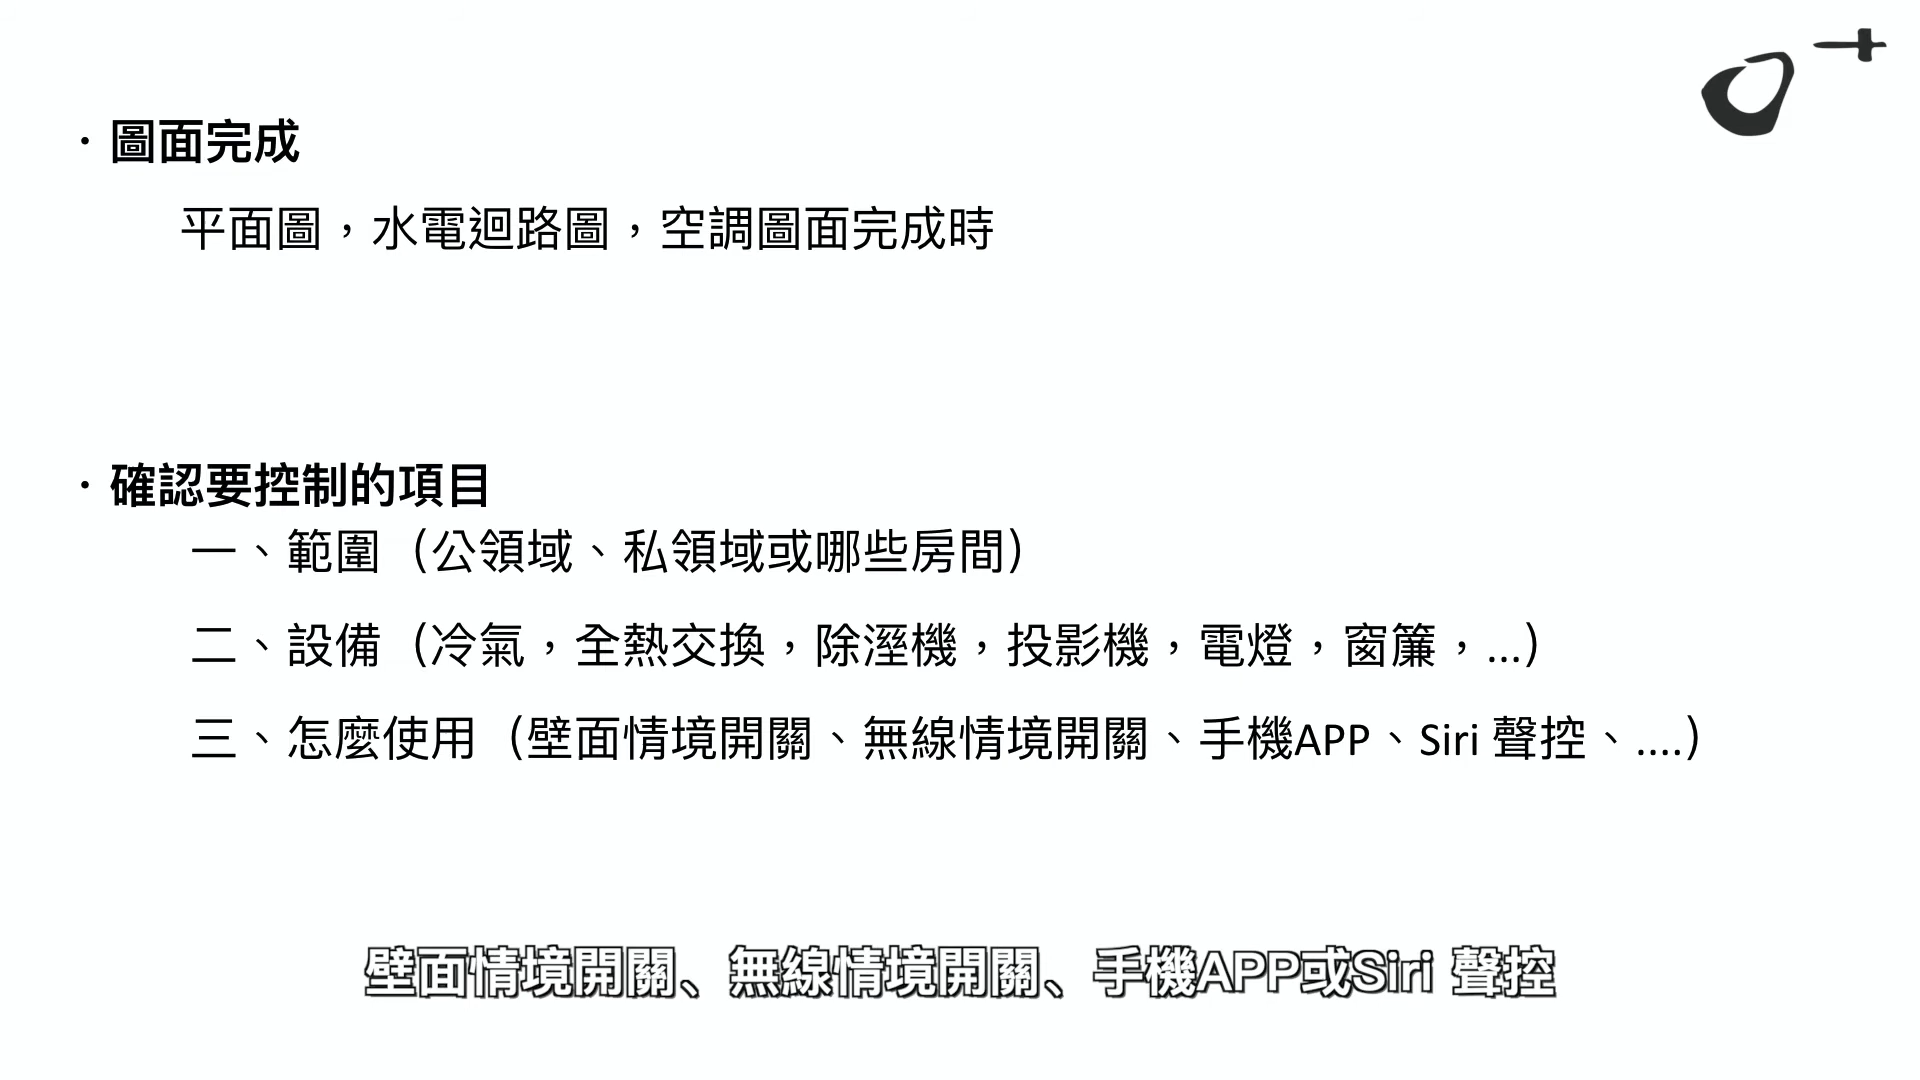 · 圖面完成
平面圖，水電迴路圖，空調圖面完成時
· 確認要控制的項目
一、範圍（公領域、私領域或哪些房間）
二、設備（冷氣，全熱交換，除溼機，投影機，電燈，窗簾，...）
三、怎麼使用（壁面情境開關、無線情境開關、手機APP、Siri 聲控、....）
壁面情境開關、無線情境開關、手機APP或Siri 聲控